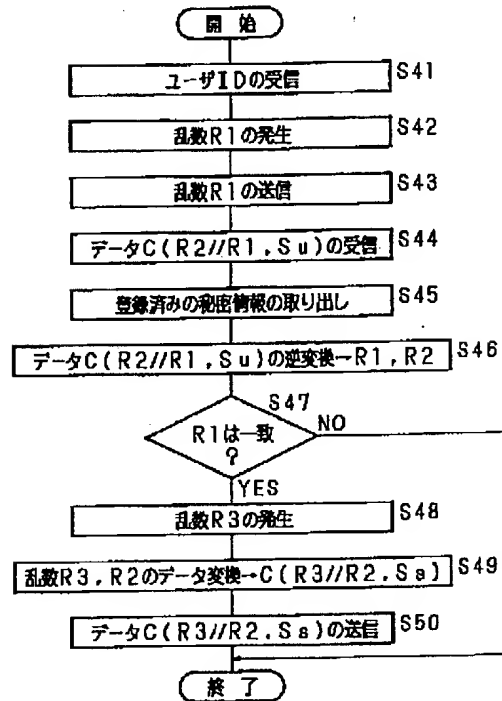 開始
ユーザIDの受信 S41
乱数R1の発生 S42
乱数R1の送信 S43
データC(R2//R1,Su)の受信 S44
登録済みの秘密情報の取り出し S45
データC(R2//R1,Su)の逆変換→R1,R2 S46
S47
R1は一致 NO
?
YES
乱数R3の発生 S48
乱数R3,R2のデータ変換→C(R3//R2.Ss) S49
データC(R3//R2.Ss)の送信 S50
終了